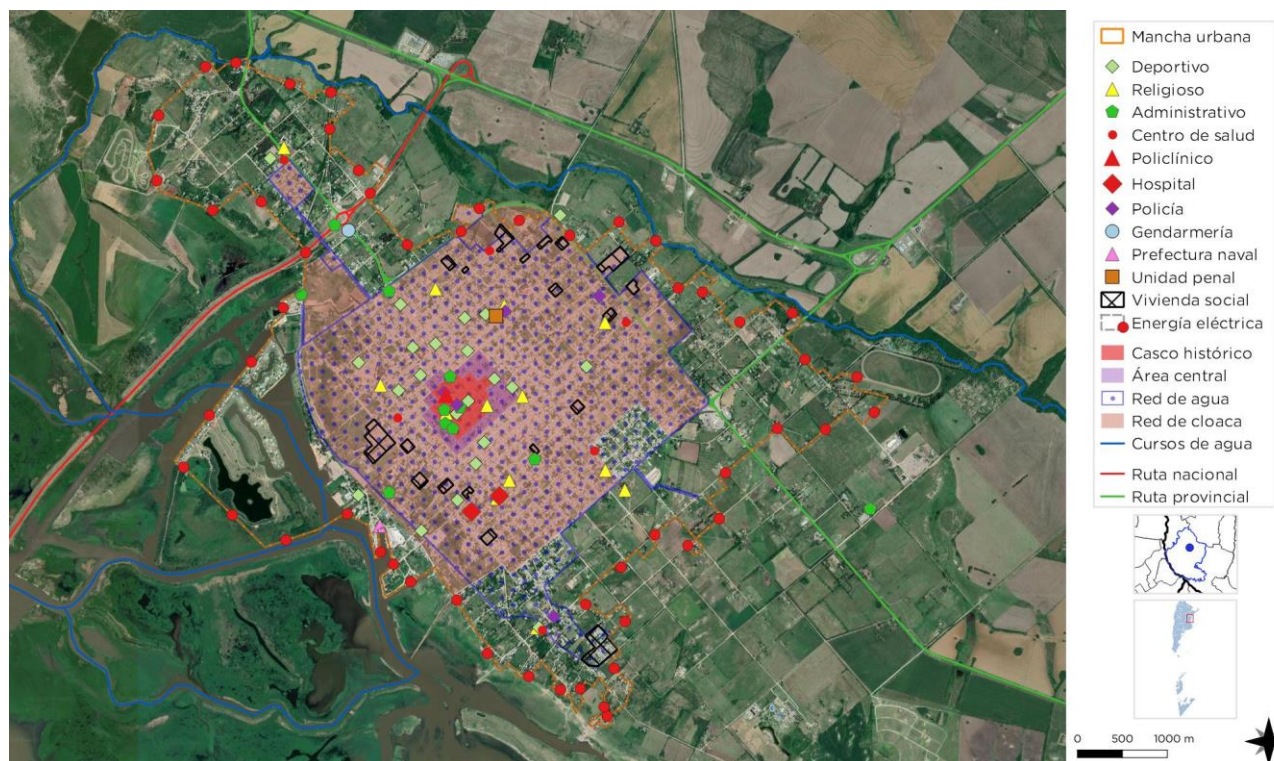 Mancha urbana
Deportivo
Religioso
Administrativo
Centro de salud
Policlínico
Hospital
Policía
Gendarmería
Prefectura naval
Unidad penal
Vivienda social
Energía eléctrica
Casco histórico
Área central
Red de agua
Red de cloaca
Cursos de agua
Ruta nacional
Ruta provincial
0 500 1000 m